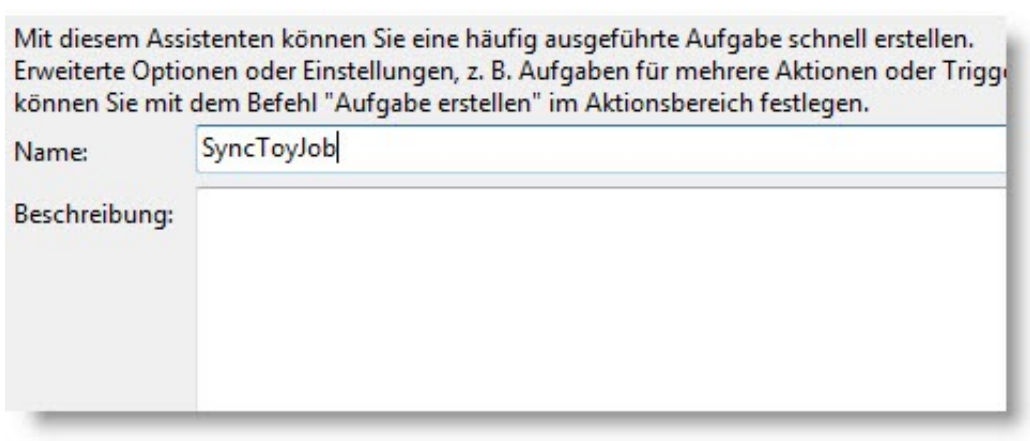 Mit diesem Assistenten können Sie eine häufig ausgeführte Aufgabe schnell erstellen.
Erweiterte Optionen oder Einstellungen, z. B. Aufgaben für mehrere Aktionen oder Trigge
können Sie mit dem Befehl "Aufgabe erstellen" im Aktionsbereich festlegen.
Name: SyncToyJob
Beschreibung: